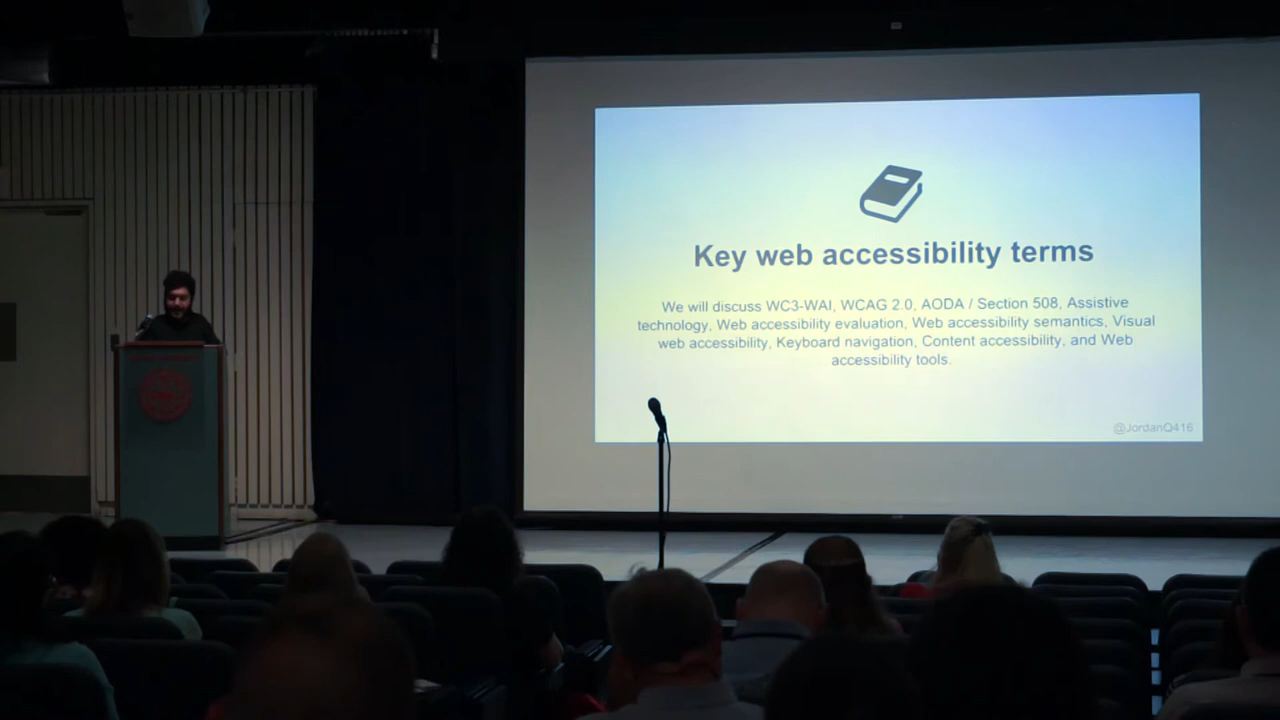 Key web accessibility terms
We will discuss WC3-WAI, WCAG 2.0, AODA / Section 508, Assistive
technology, Web accessibility evaluation, Web accessibility semantics, Visual
web accessibility, Keyboard navigation, Content accessibility, and Web
accessibility tools.
@JordanQ416